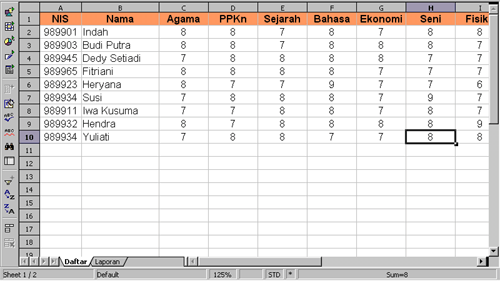 A B C D E F G H I
1 NIS Nama Agama PPKn Sejarah Bahasa Ekonomi Seni Fisik
2 989901 Indah 8 8 7 8 8 8 8
3 989903 Budi Putra 8 8 8 8 8 8 7
4 989945 Dedy Setiadi 7 8 8 8 8 7 7
5 989965 Fitriani 8 8 8 8 7 7 7
6 989923 Heryana 8 7 7 9 7 7 6
7 989934 Susi 7 8 8 8 7 9 7
8 989911 Iwa Kusuma 7 7 8 8 7 8 7
9 989932 Hendra 8 7 8 8 8 8 9
10 989934 Yuliati 7 8 8 7 7 8 8
11
12
13
14
15
16
17
18
19
Daftar Laporan
Sheet 1 / 2 Default 125% STD * Sum=8